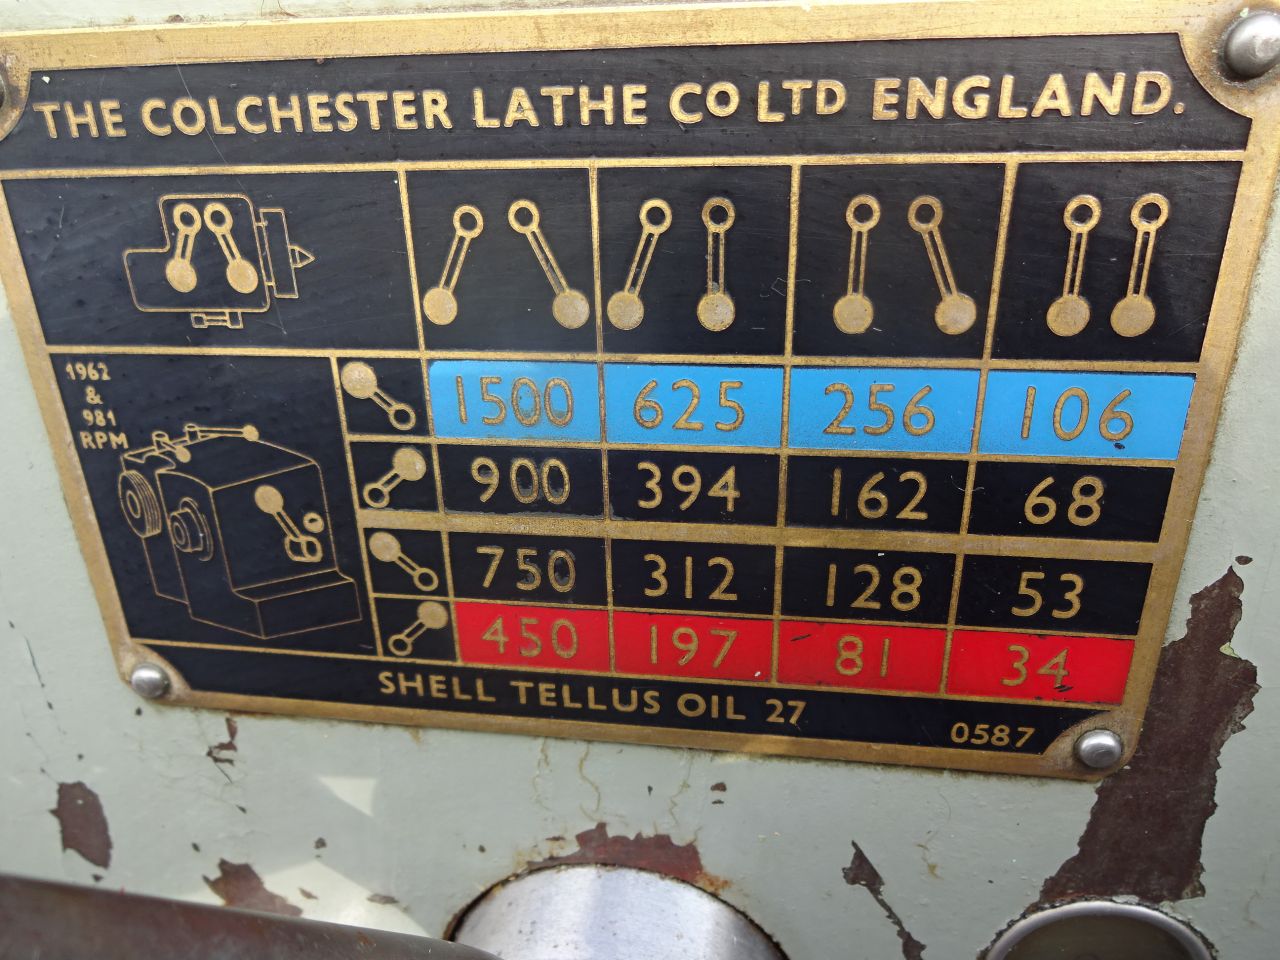 THE COLCHESTER LATHE CO LTD ENGLAND.
1962
&
981
RPM
1500 625 256 106
900 394 162 68
750 312 128 53
450 197 81 34
SHELL TELLUS OIL 27
0587